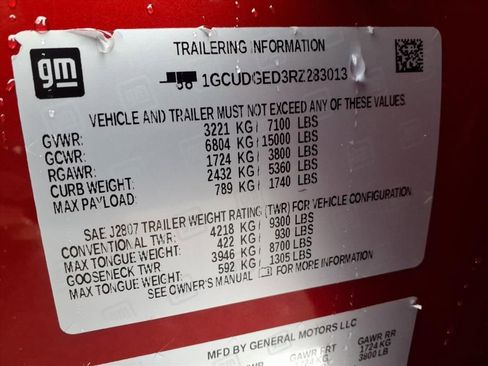 gm
TRAILERING INFORMATION
1GCUDGED3RZ283013
VEHICLE AND TRAILER MUST NOT EXCEED ANY OF THESE VALUES.
GVWR: 3221 KG / 7100 LBS
GCWR: 6804 KG / 15000 LBS
RGAWR: 1724 KG / 3800 LBS
CURB WEIGHT: 2432 KG / 5360 LBS
MAX PAYLOAD: 789 KG / 1740 LBS
SAE J2807 TRAILER WEIGHT RATING (TWR) FOR VEHICLE CONFIGURATION.
CONVENTIONAL TWR: 4218 KG / 9300 LBS
MAX TONGUE WEIGHT: 422 KG / 930 LBS
GOOSENECK TWR 3946 KG / 8700 LBS
MAX TONGUE WEIGHT: 592 KG / 1305 LBS
SEE OWNER'S MANUAL FOR MORE INFORMATION
MFD BY GENERAL MOTORS LLC
GAWR FRT GAWR RR
1724 KG
3800 LB